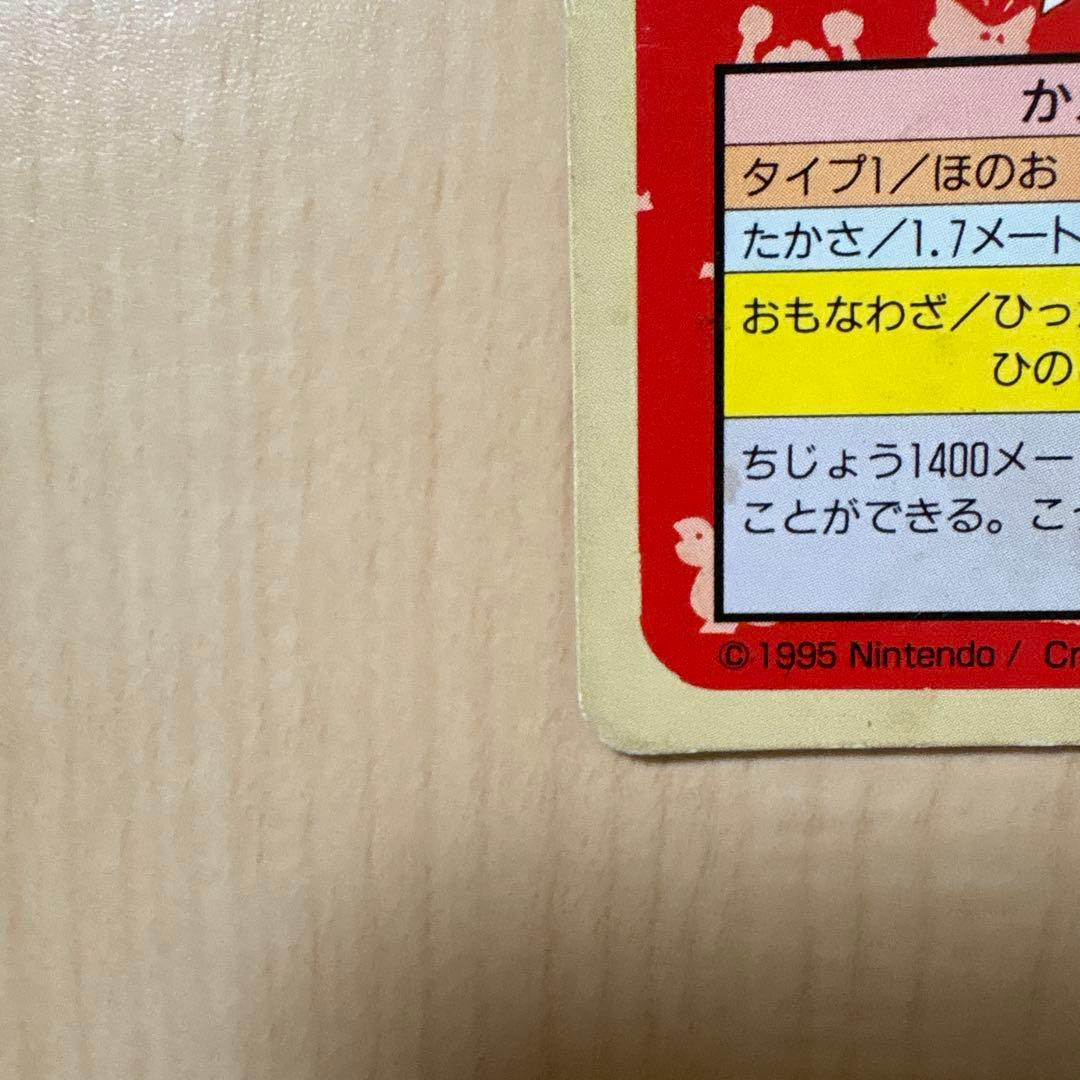 か
タイプ1／ほのお
たかさ／1.7メート
おもなわざ／ひっ
ひの
ちじょう1400メー
ことができる。こ
©1995 Nintendo / Cr